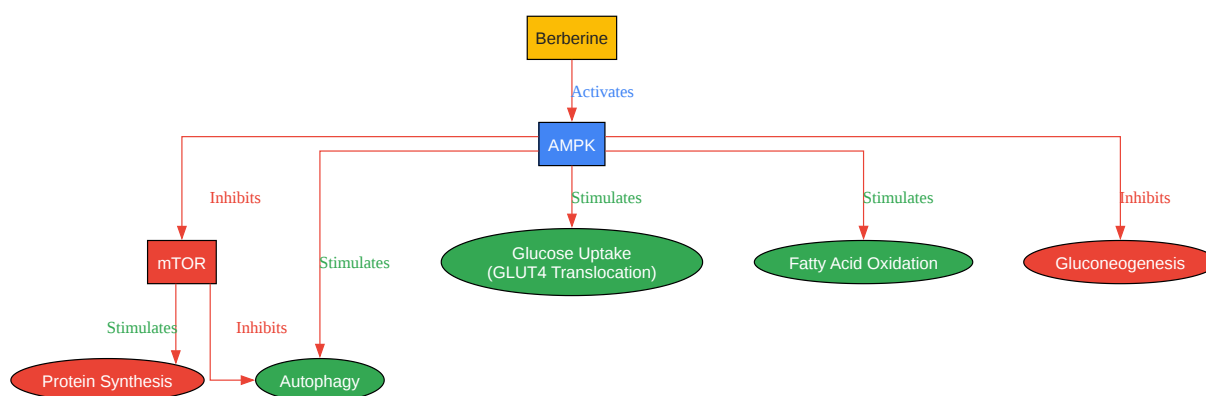 Berberine
Activates
AMPK
Inhibits
Stimulates
Stimulates
Inhibits
mTOR
Stimulates
Glucose Uptake
(GLUT4 Translocation)
Fatty Acid Oxidation
Gluconeogenesis
Stimulates
Inhibits
Protein Synthesis
Autophagy